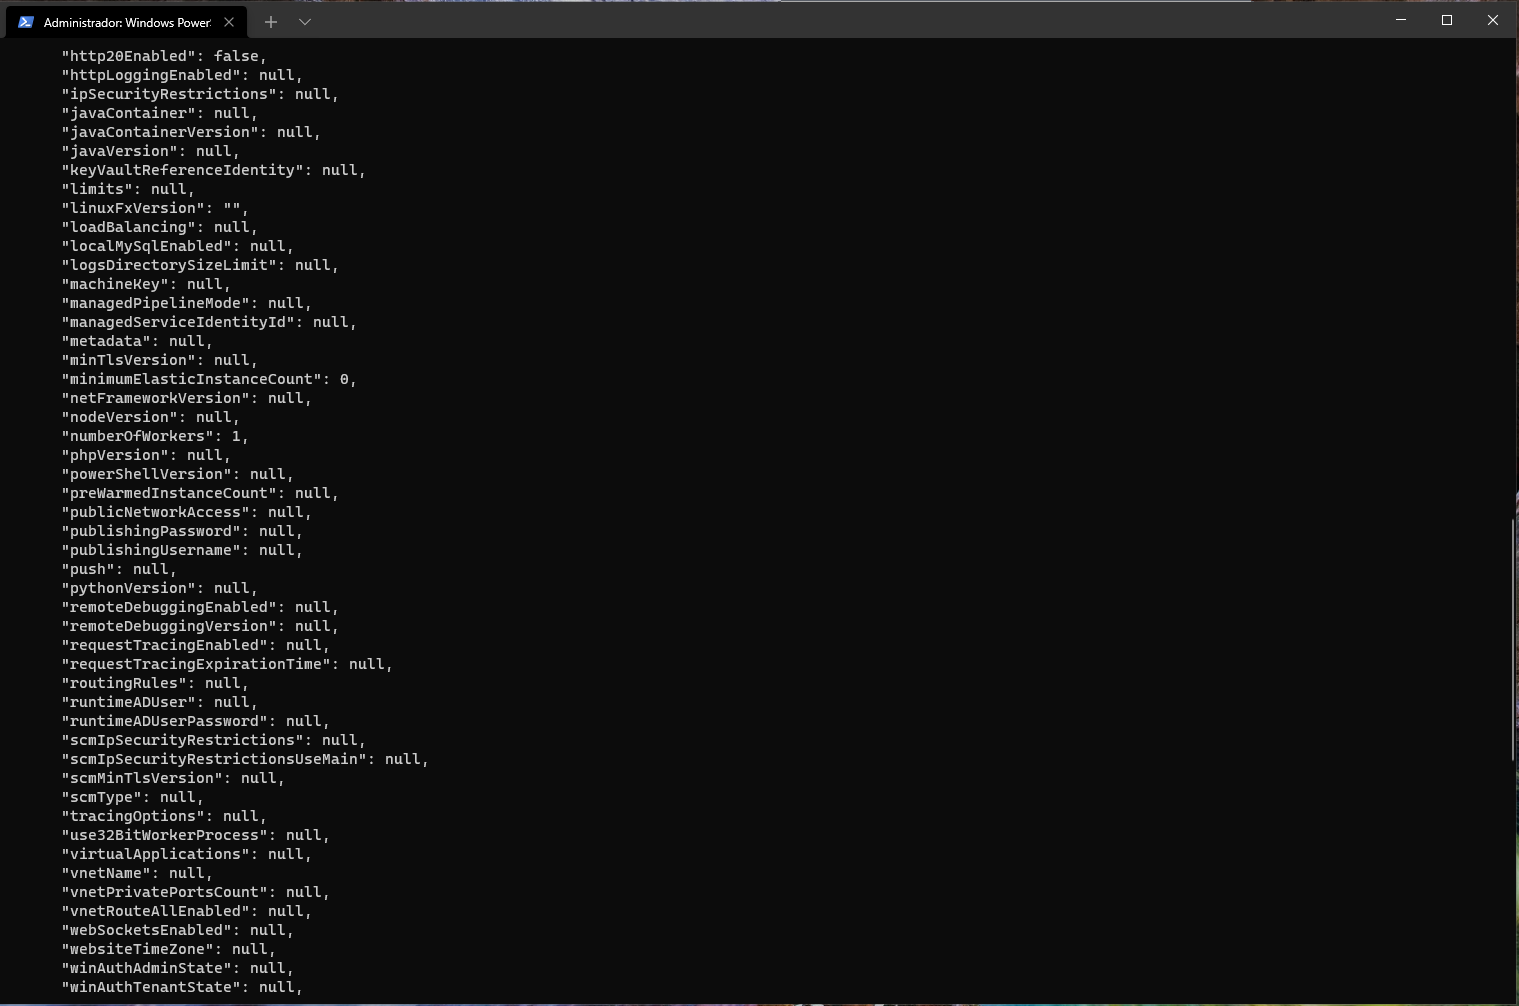 Administrador: Windows Power
"http20Enabled": false,
"httpLoggingEnabled": null,
"ipSecurityRestrictions": null,
"javaContainer": null,
"javaContainerVersion": null,
"javaVersion": null,
"keyVaultReferenceIdentity": null,
"limits": null,
"linuxFxVersion": "",
"loadBalancing": null,
"localMySqlEnabled": null,
"logsDirectorySizeLimit": null,
"machineKey": null,
"managedPipelineMode": null,
"managedServiceIdentityId": null,
"metadata": null,
"minTlsVersion": null,
"minimumElasticInstanceCount": 0,
"netFrameworkVersion": null,
"nodeVersion": null,
"numberOfWorkers": 1,
"phpVersion": null,
"powerShellVersion": null,
"preWarmedInstanceCount": null,
"publicNetworkAccess": null,
"publishingPassword": null,
"publishingUsername": null,
"push": null,
"pythonVersion": null,
"remoteDebuggingEnabled": null,
"remoteDebuggingVersion": null,
"requestTracingEnabled": null,
"requestTracingExpirationTime": null,
"routingRules": null,
"runtimeADUser": null,
"runtimeADUserPassword": null,
"scmIpSecurityRestrictions": null,
"scmIpSecurityRestrictionsUseMain": null,
"scmMinTlsVersion": null,
"scmType": null,
"tracingOptions": null,
"use32BitWorkerProcess": null,
"virtualApplications": null,
"vnetName": null,
"vnetPrivatePortsCount": null,
"vnetRouteAllEnabled": null,
"webSocketsEnabled": null,
"websiteTimeZone": null,
"winAuthAdminState": null,
"winAuthTenantState": null,